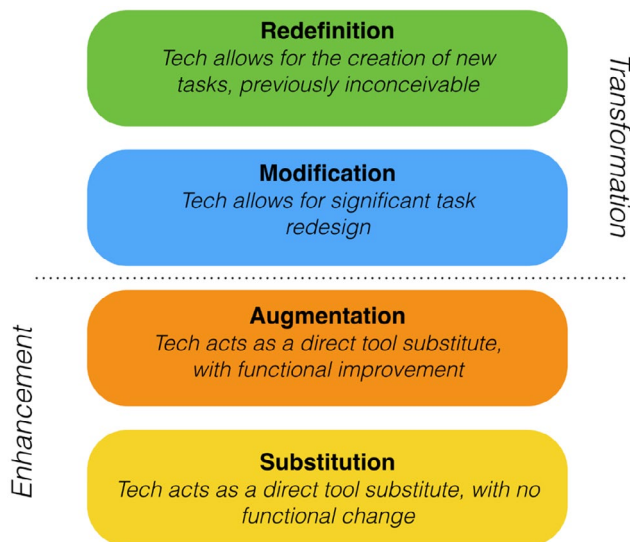 Redefinition
Tech allows for the creation of new
tasks, previously inconceivable
Transformation
Modification
Tech allows for significant task
redesign
Augmentation
Tech acts as a direct tool substitute,
with functional improvement
Enhancement
Substitution
Tech acts as a direct tool substitute, with no
functional change